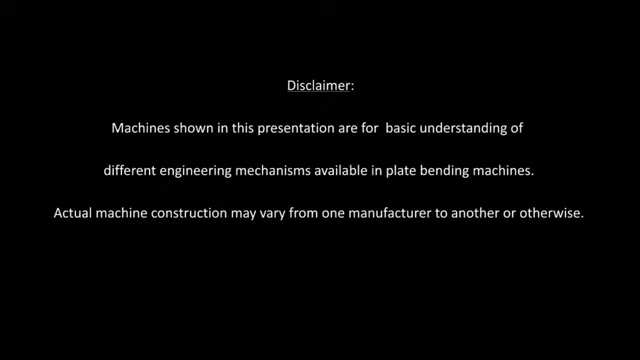 Disclaimer:
Machines shown in this presentation are for basic understanding of
different engineering mechanisms available in plate bending machines.
Actual machine construction may vary from one manufacturer to another or otherwise.